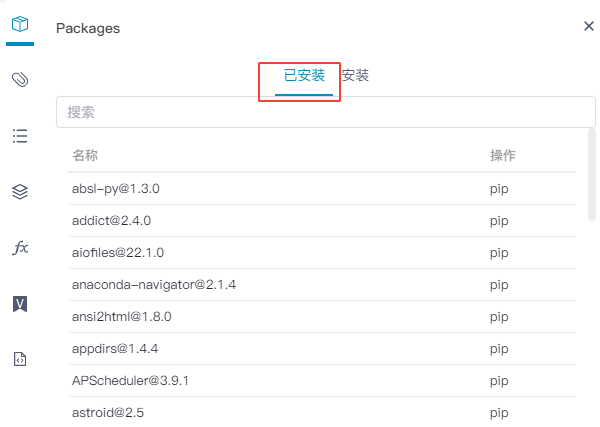 Packages
已安装 安装
搜索
名称 操作
absl-py@1.3.0 pip
addict@2.4.0 pip
aiofiles@22.1.0 pip
anaconda-navigator@2.1.4 pip
ansi2html@1.8.0 pip
appdirs@1.4.4 pip
APScheduler@3.9.1 pip
astroid@2.5 pip